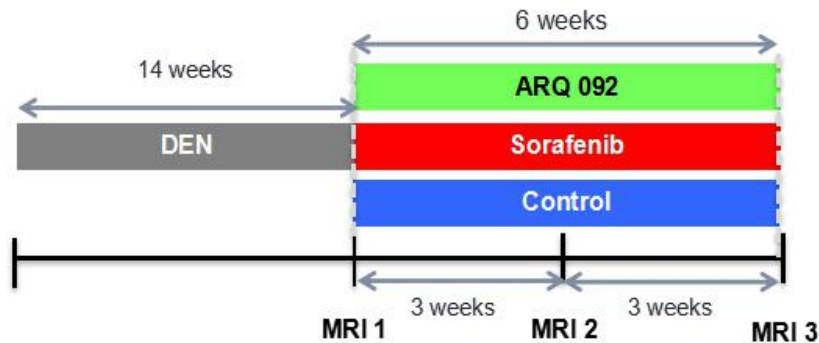 6 weeks
14 weeks
ARQ 092
DEN
Sorafenib
Control
3 weeks
3 weeks
MRI 1
MRI 2
MRI 3